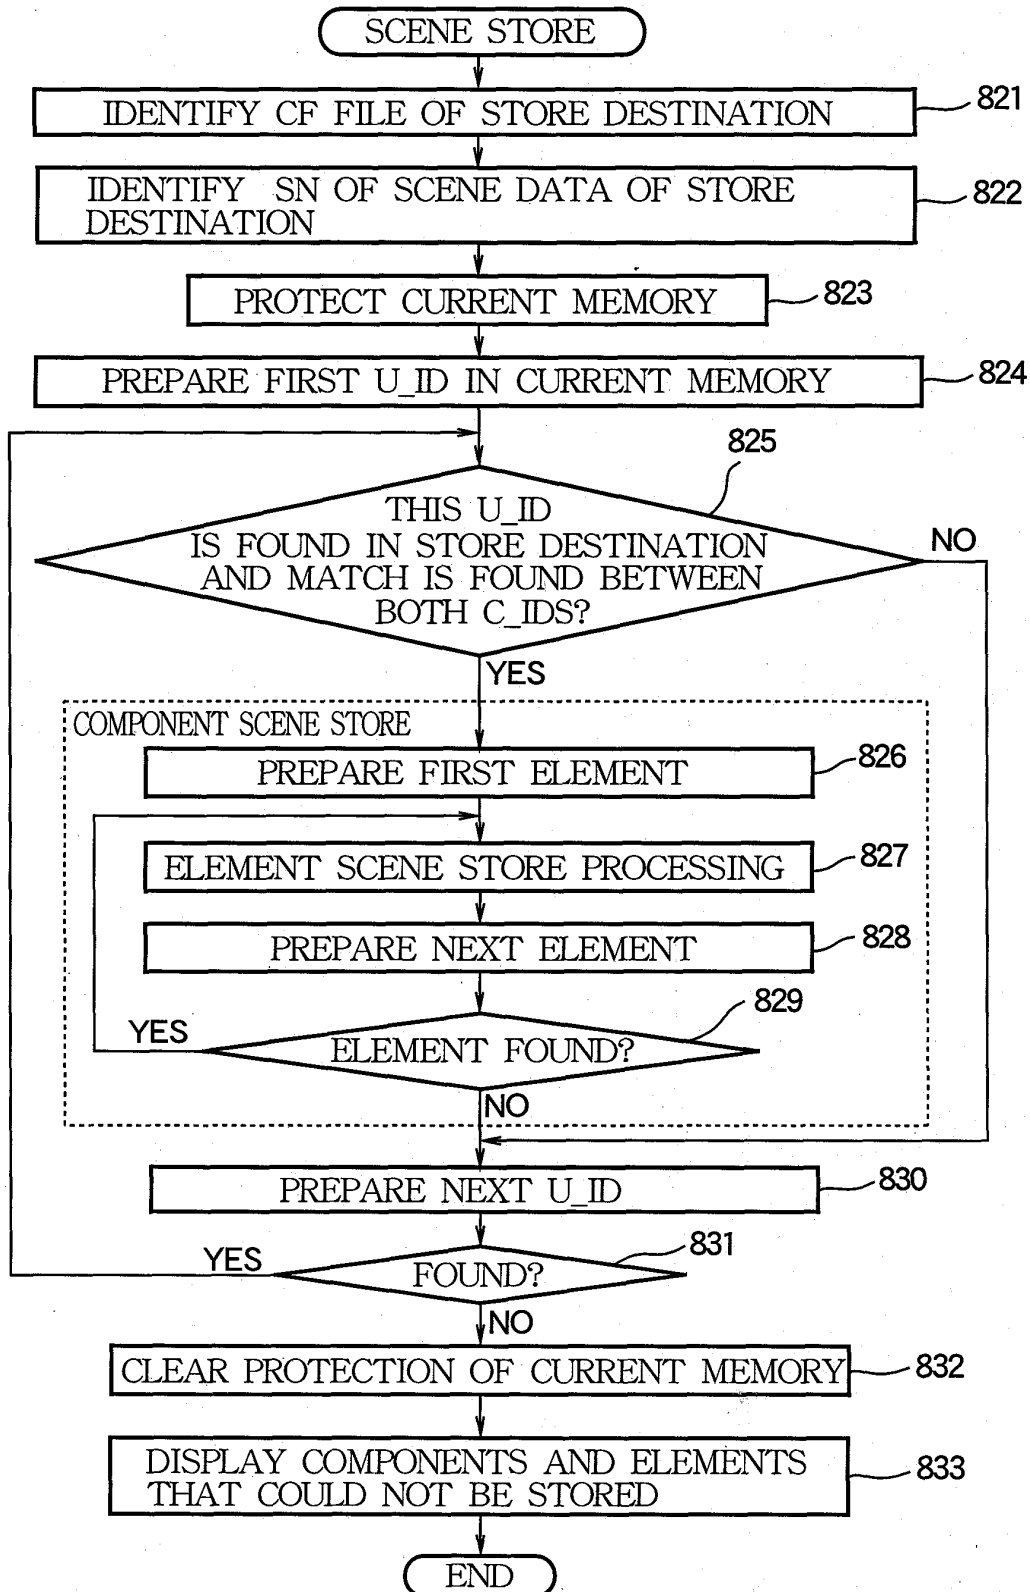 SCENE STORE
IDENTIFY CF FILE OF STORE DESTINATION
821
IDENTIFY SN OF SCENE DATA OF STORE
DESTINATION
822
PROTECT CURRENT MEMORY
823
PREPARE FIRST U_ID IN CURRENT MEMORY
824
825
THIS U_ID
IS FOUND IN STORE DESTINATION
AND MATCH IS FOUND BETWEEN
BOTH C_IDS?
NO
YES
COMPONENT SCENE STORE
PREPARE FIRST ELEMENT
826
ELEMENT SCENE STORE PROCESSING
827
PREPARE NEXT ELEMENT
828
829
YES
ELEMENT FOUND?
NO
PREPARE NEXT U_ID
830
831
YES
FOUND?
NO
CLEAR PROTECTION OF CURRENT MEMORY
832
DISPLAY COMPONENTS AND ELEMENTS
THAT COULD NOT BE STORED
833
END